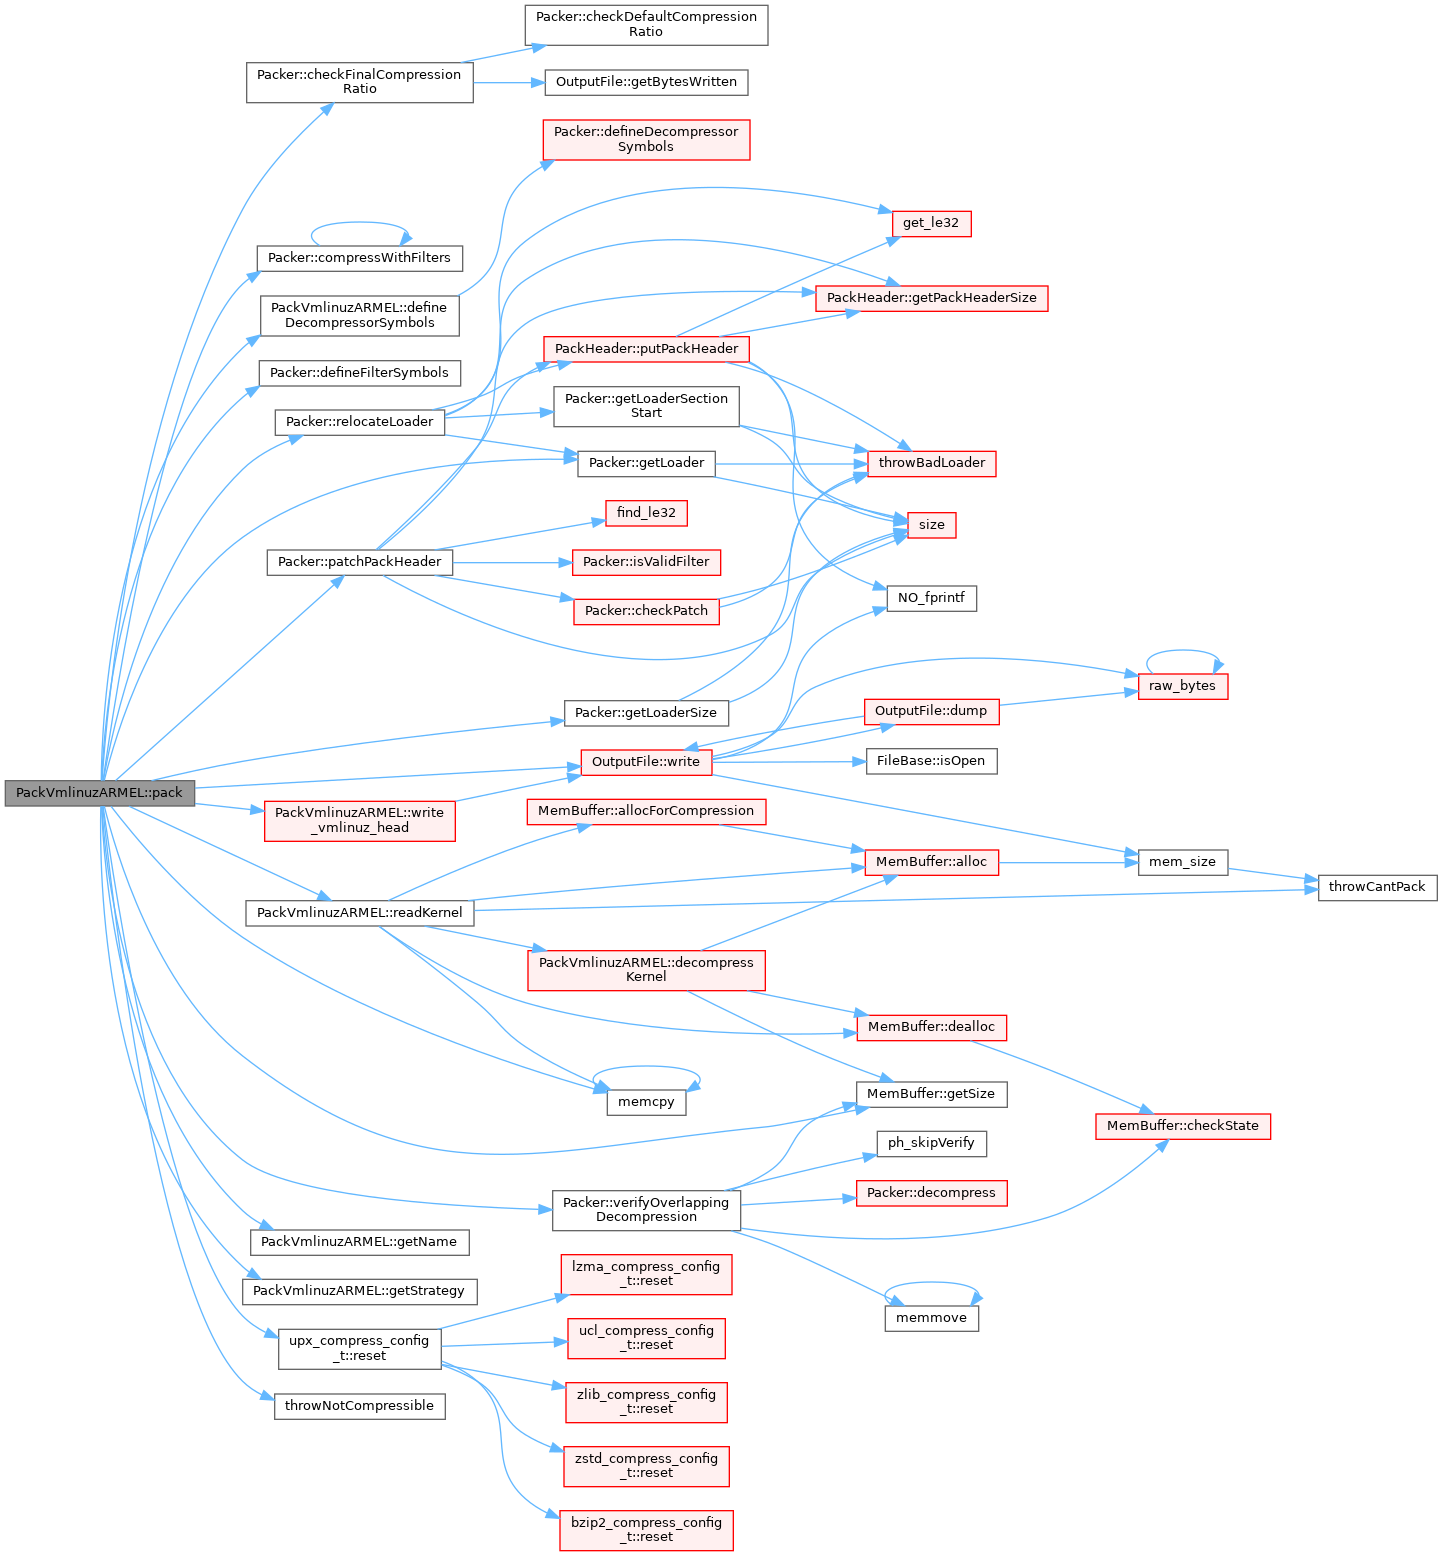 Packer::checkDefaultCompression
Ratio
Packer::checkFinalCompression
Ratio
OutputFile::getBytesWritten
Packer::defineDecompressor
Symbols
get_le32
Packer::compressWithFilters
PackHeader::getPackHeaderSize
PackVmlinuzARMEL::define
DecompressorSymbols
PackHeader::putPackHeader
Packer::defineFilterSymbols
Packer::getLoaderSection
Start
Packer::relocateLoader
Packer::getLoader
throwBadLoader
find_le32
size
Packer::patchPackHeader
Packer::isValidFilter
NO_fprintf
Packer::checkPatch
raw_bytes
Packer::getLoaderSize
OutputFile::dump
OutputFile::write
FileBase::isOpen
PackVmlinuzARMEL::pack
PackVmlinuzARMEL::write
_vmlinuz_head
MemBuffer::allocForCompression
MemBuffer::alloc
mem_size
throwCantPack
PackVmlinuzARMEL::readKernel
PackVmlinuzARMEL::decompress
Kernel
MemBuffer::dealloc
MemBuffer::getSize
memcpy
MemBuffer::checkState
ph_skipVerify
Packer::decompress
Packer::verifyOverlapping
Decompression
PackVmlinuzARMEL::getName
lzma_compress_config
_t::reset
PackVmlinuzARMEL::getStrategy
memmove
ucl_compress_config
_t::reset
upx_compress_config
_t::reset
zlib_compress_config
_t::reset
throwNotCompressible
zstd_compress_config
_t::reset
bzip2_compress_config
_t::reset